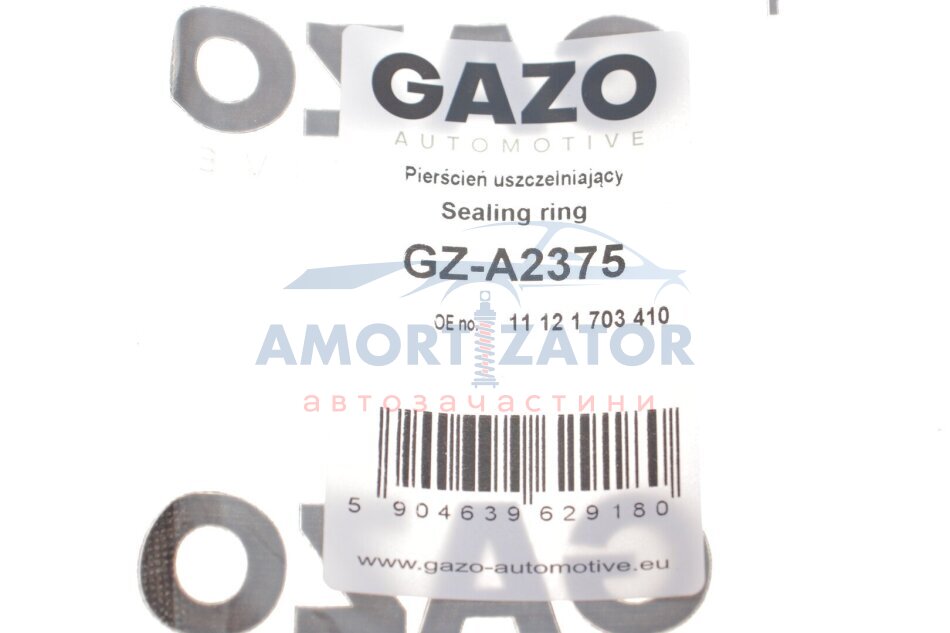 GAZO
AUTOMOTIVE
Pierścień uszczelniający
Sealing ring
GZ-A2375
OE no. 11 12 1 703 410
AMORTIZATOR
автозачастини
5 904639 629180
www.gazo-automotive.eu
GAZO